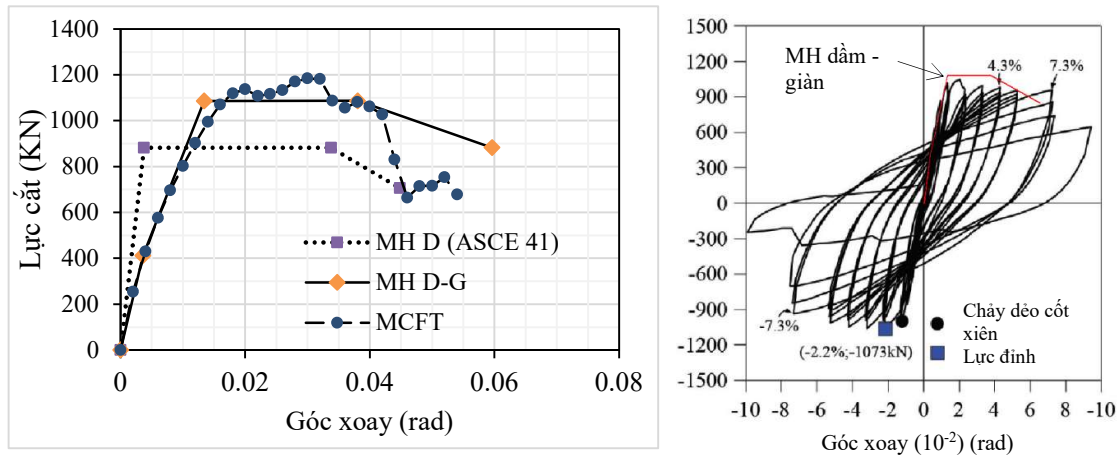 1400
1200
1000
800
600
400
200
0
0
0.02
0.04
0.06
0.08
Lực cắt (KN)
Góc xoay (rad)
MH D (ASCE 41)
MH D-G
MCFT
1500
1200
900
600
300
0
-300
-600
-900
-1200
-1500
-10 -8 -6 -4 -2 0 2 4 6 8 -10
MH dầm -
giàn
4.3%
7.3%
-7.3%
(-2.2%;-1073kN)
Chảy dẻo cốt
xiên
Lực đỉnh
Góc xoay (10-2) (rad)